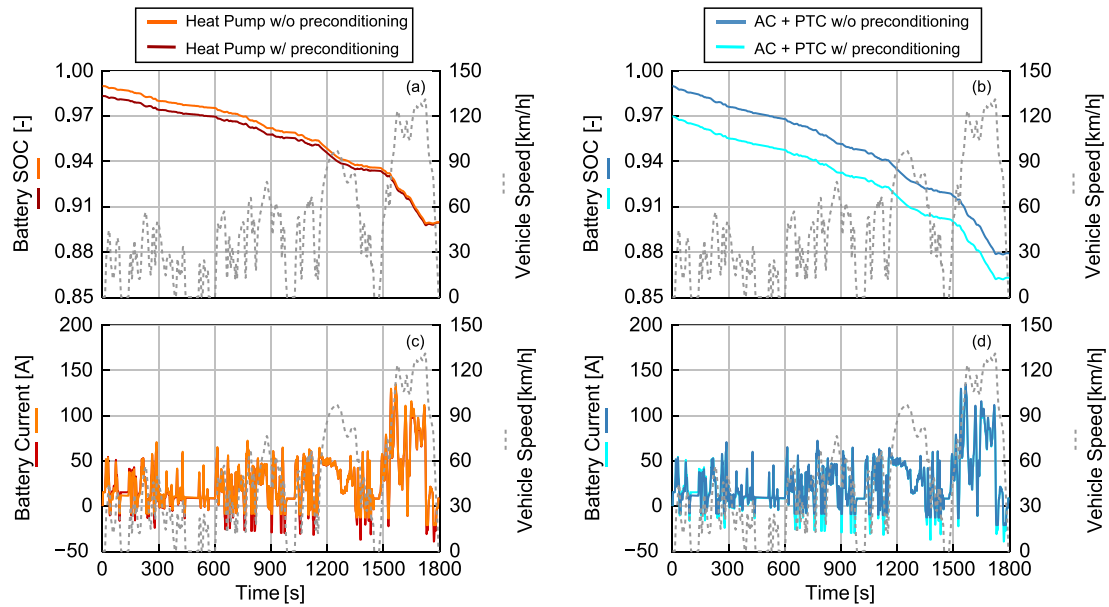 Heat Pump w/o preconditioning
Heat Pump w/ preconditioning
AC + PTC w/o preconditioning
AC + PTC w/ preconditioning
(a)
Battery SOC [-]
1.00
0.97
0.94
0.91
0.88
0.85
150
120
90
60
30
0
Vehicle Speed[km/h]
(b)
Battery SOC [-]
1.00
0.97
0.94
0.91
0.88
0.85
150
120
90
60
30
0
Vehicle Speed[km/h]
(c)
Battery Current [A]
200
150
100
50
0
−50
150
120
90
60
30
0
Vehicle Speed[km/h]
0 300 600 900 1200 1500 1800
Time [s]
(d)
Battery Current [A]
200
150
100
50
0
−50
150
120
90
60
30
0
Vehicle Speed[km/h]
0 300 600 900 1200 1500 1800
Time [s]